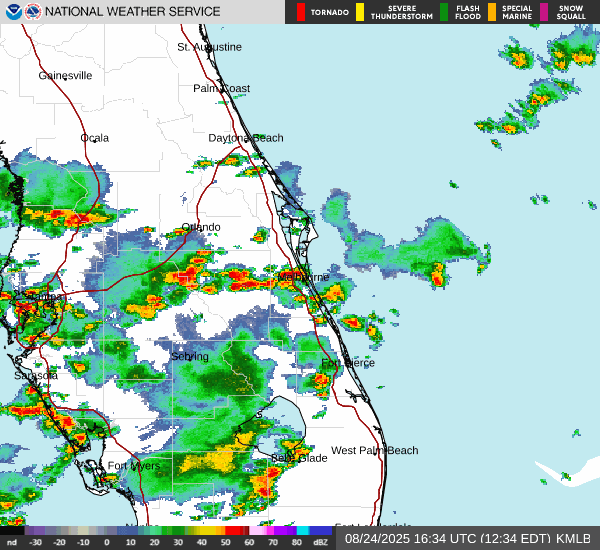 NATIONAL WEATHER SERVICE
TORNADO
SEVERE THUNDERSTORM
FLASH FLOOD
SPECIAL MARINE
SNOW SQUALL
St. Augustine
Gainesville
Palm Coast
Ocala
Daytona Beach
Orlando
Melbourne
Tampa
Sebring
Fort Pierce
Sarasota
West Palm Beach
Belle Glade
Fort Myers
nd -30 -20 -10 0 10 20 30 40 50 60 70 80 dBZ
08/24/2025 16:34 UTC (12:34 EDT) KMLB